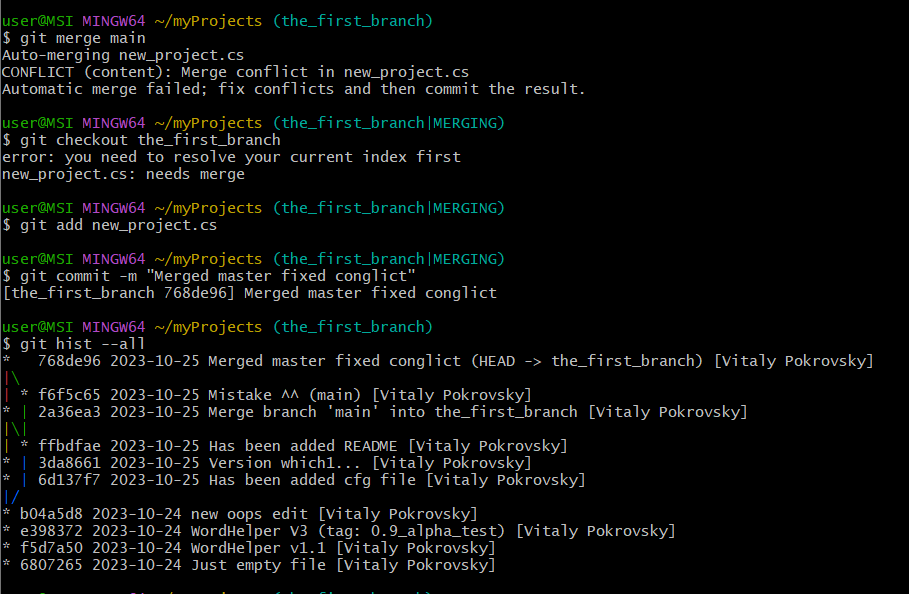 user@MSI MINGW64 ~/myProjects (the_first_branch)
$ git merge main
Auto-merging new_project.cs
CONFLICT (content): Merge conflict in new_project.cs
Automatic merge failed; fix conflicts and then commit the result.
user@MSI MINGW64 ~/myProjects (the_first_branch|MERGING)
$ git checkout the_first_branch
error: you need to resolve your current index first
new_project.cs: needs merge
user@MSI MINGW64 ~/myProjects (the_first_branch|MERGING)
$ git add new_project.cs
user@MSI MINGW64 ~/myProjects (the_first_branch|MERGING)
$ git commit -m "Merged master fixed conglict"
[the_first_branch 768de96] Merged master fixed conglict
user@MSI MINGW64 ~/myProjects (the_first_branch)
$ git hist --all
*   768de96 2023-10-25 Merged master fixed conglict (HEAD -> the_first_branch) [Vitaly Pokrovsky]
|\
| * f6f5c65 2023-10-25 Mistake ^^ (main) [Vitaly Pokrovsky]
* | 2a36ea3 2023-10-25 Merge branch 'main' into the_first_branch [Vitaly Pokrovsky]
|\|
| * ffbdfae 2023-10-25 Has been added README [Vitaly Pokrovsky]
* | 3da8661 2023-10-25 Version which1... [Vitaly Pokrovsky]
* | 6d137f7 2023-10-25 Has been added cfg file [Vitaly Pokrovsky]
|/
* b04a5d8 2023-10-24 new oops edit [Vitaly Pokrovsky]
* e398372 2023-10-24 WordHelper V3 (tag: 0.9_alpha_test) [Vitaly Pokrovsky]
* f5d7a50 2023-10-24 WordHelper v1.1 [Vitaly Pokrovsky]
* 6807265 2023-10-24 Just empty file [Vitaly Pokrovsky]